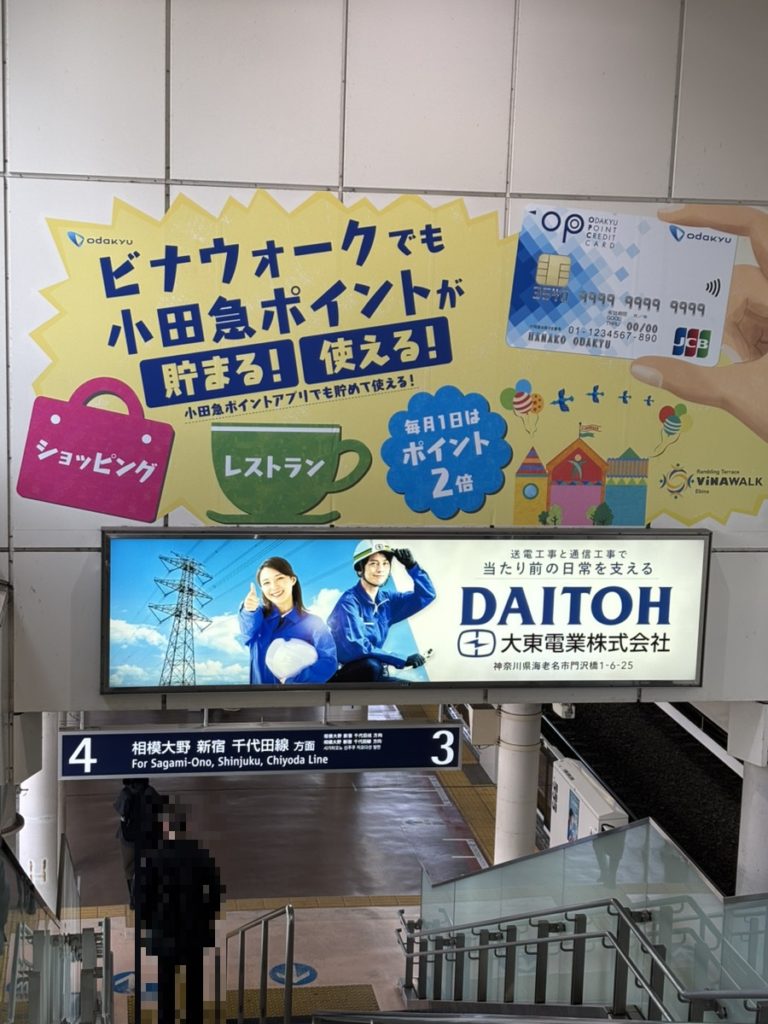 odakyu
ビナウォークでも
小田急ポイントが
貯まる! 使える!
小田急ポイントアプリでも貯めて使える!
ショッピング
レストラン
毎月1日は
ポイント
2倍
OP ODAKYU
POINT
CREDIT
CARD
odakyu
9999 9999 9999
GOOD
THRU 00/00
01-1234567-890
HANAKO ODAKYU
JCB
Rambling Terrace
ViNAWALK
Ebina
送電工事と通信工事で
当たり前の日常を支える
DAITOH
大東電業株式会社
神奈川県海老名市門沢橋1-6-25
4 相模大野 新宿 千代田線 方面 3
For Sagami-Ono, Shinjuku, Chiyoda Line